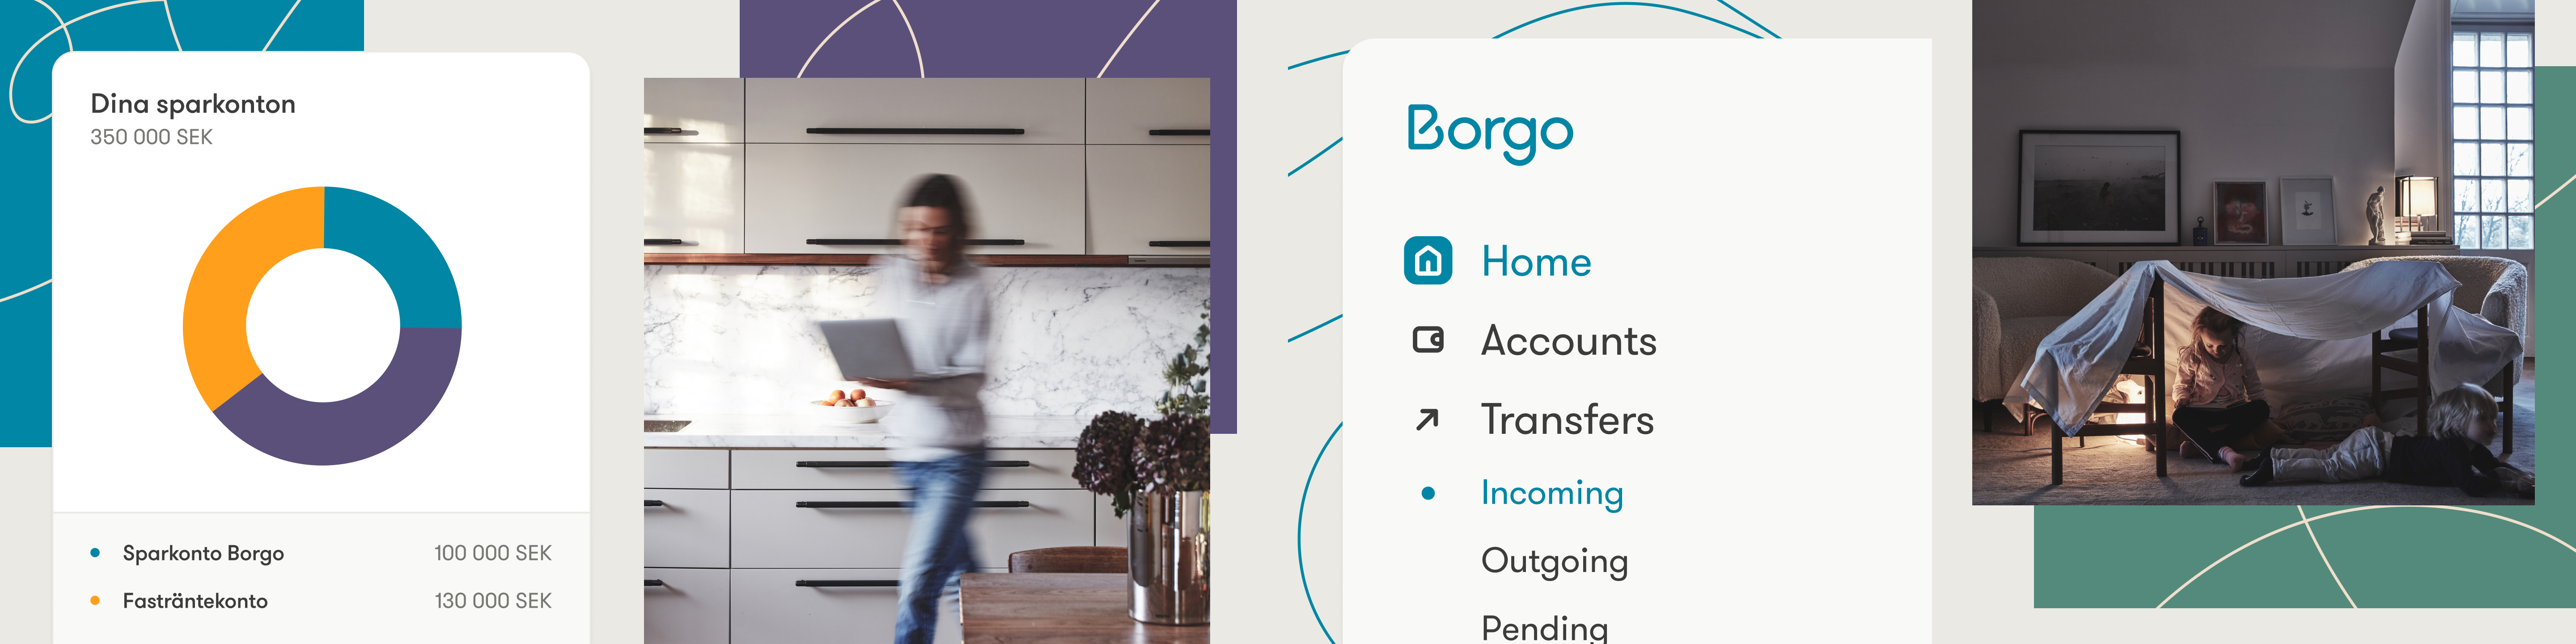 Dina sparkonton
350 000 SEK
Sparkonto Borgo 100 000 SEK
Fasträntekonto 130 000 SEK
Borgo
Home
Accounts
Transfers
Incoming
Outgoing
Pending